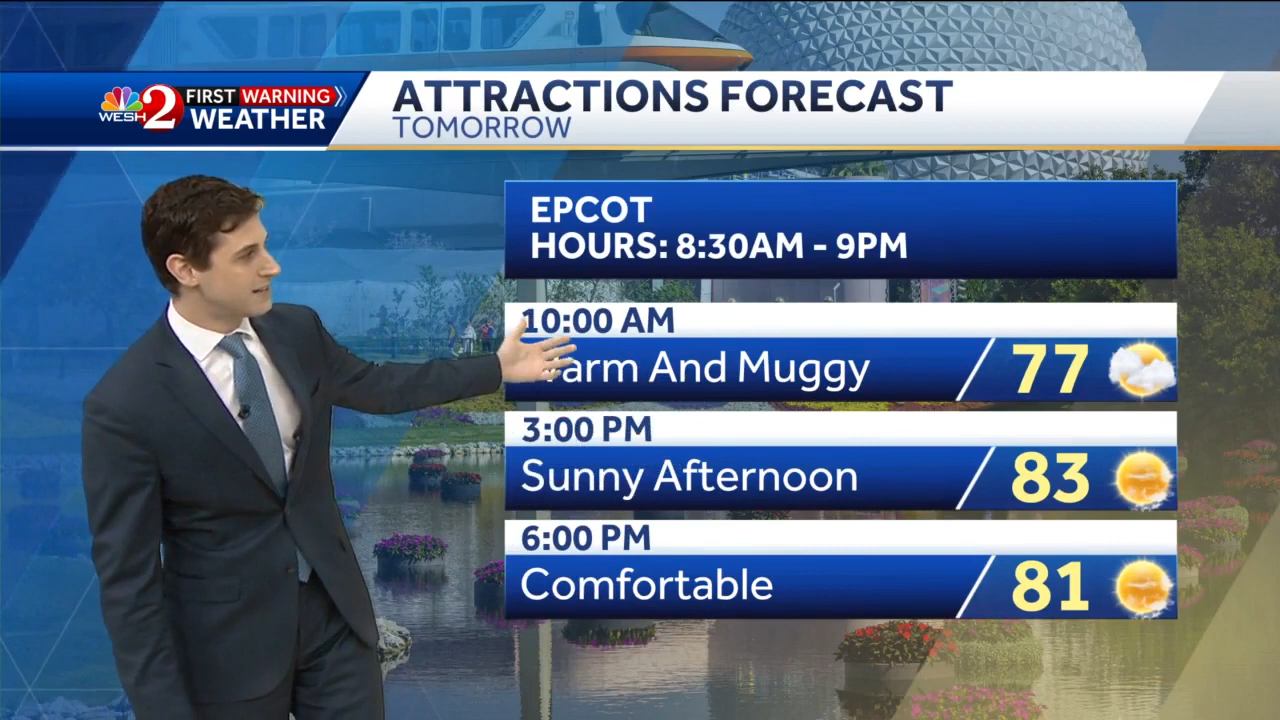 WESH 2 FIRST WARNING
WEATHER
ATTRACTIONS FORECAST
TOMORROW
EPCOT
HOURS: 8:30AM - 9PM
10:00 AM
arm And Muggy 77
3:00 PM
Sunny Afternoon 83
6:00 PM
Comfortable 81